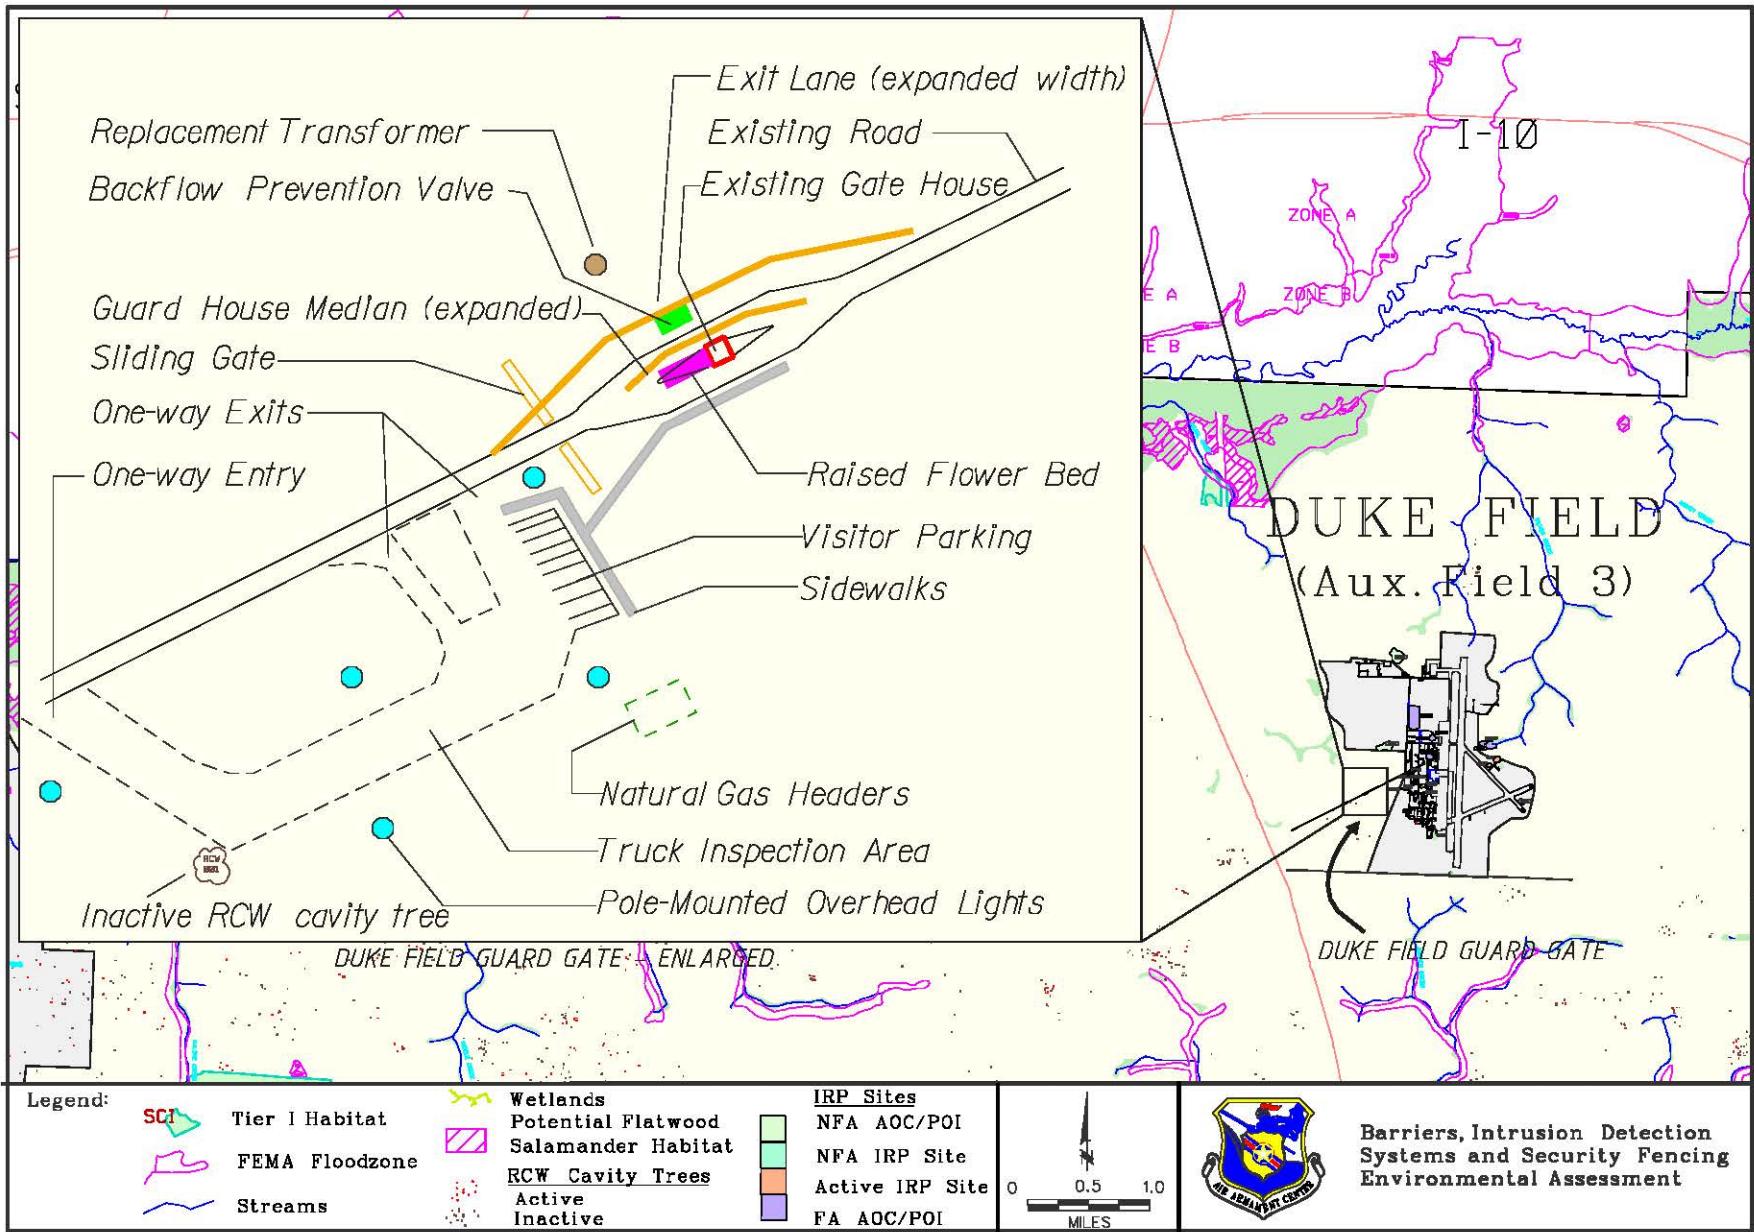 Exit Lane (expanded width)
Replacement Transformer
Existing Road
Backflow Prevention Valve
Existing Gate House
Guard House Median (expanded)
Sliding Gate
One-way Exits
One-way Entry
Raised Flower Bed
Visitor Parking
Sidewalks
Natural Gas Headers
Truck Inspection Area
Pole-Mounted Overhead Lights
RCW
Inactive RCW cavity tree
DUKE FIELD GUARD GATE - ENLARGED
I-10
ZONE A
ZONE B
E A
E B
DUKE FIELD
(Aux. Field 3)
DUKE FIELD GUARD GATE
Legend:
SCI
Tier I Habitat
FEMA Floodzone
Streams
Wetlands
Potential Flatwood
Salamander Habitat
RCW Cavity Trees
Active
Inactive
IRP Sites
NFA AOC/POI
NFA IRP Site
Active IRP Site
FA AOC/POI
N
0 0.5 1.0
MILES
AIR ARMAMENT CENTER
Barriers, Intrusion Detection
Systems and Security Fencing
Environmental Assessment